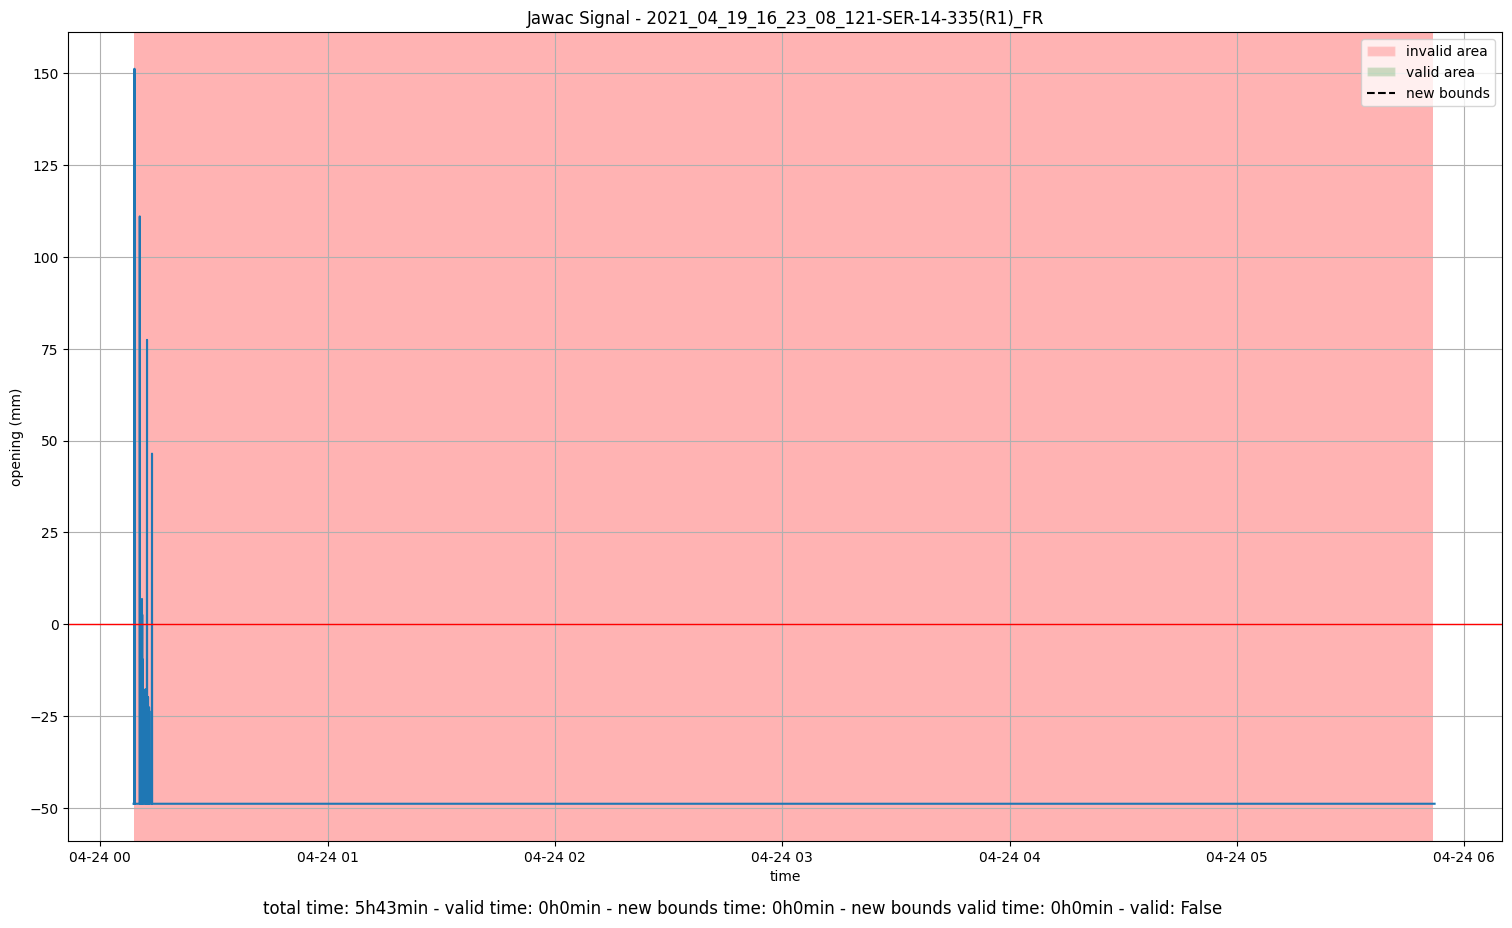 Jawac Signal - 2021_04_19_16_23_08_121-SER-14-335(R1)_FR
invalid area
valid area
new bounds
opening (mm)
150
125
100
75
50
25
0
−25
−50
04-24 00
04-24 01
04-24 02
04-24 03
04-24 04
04-24 05
04-24 06
time
total time: 5h43min - valid time: 0h0min - new bounds time: 0h0min - new bounds valid time: 0h0min - valid: False